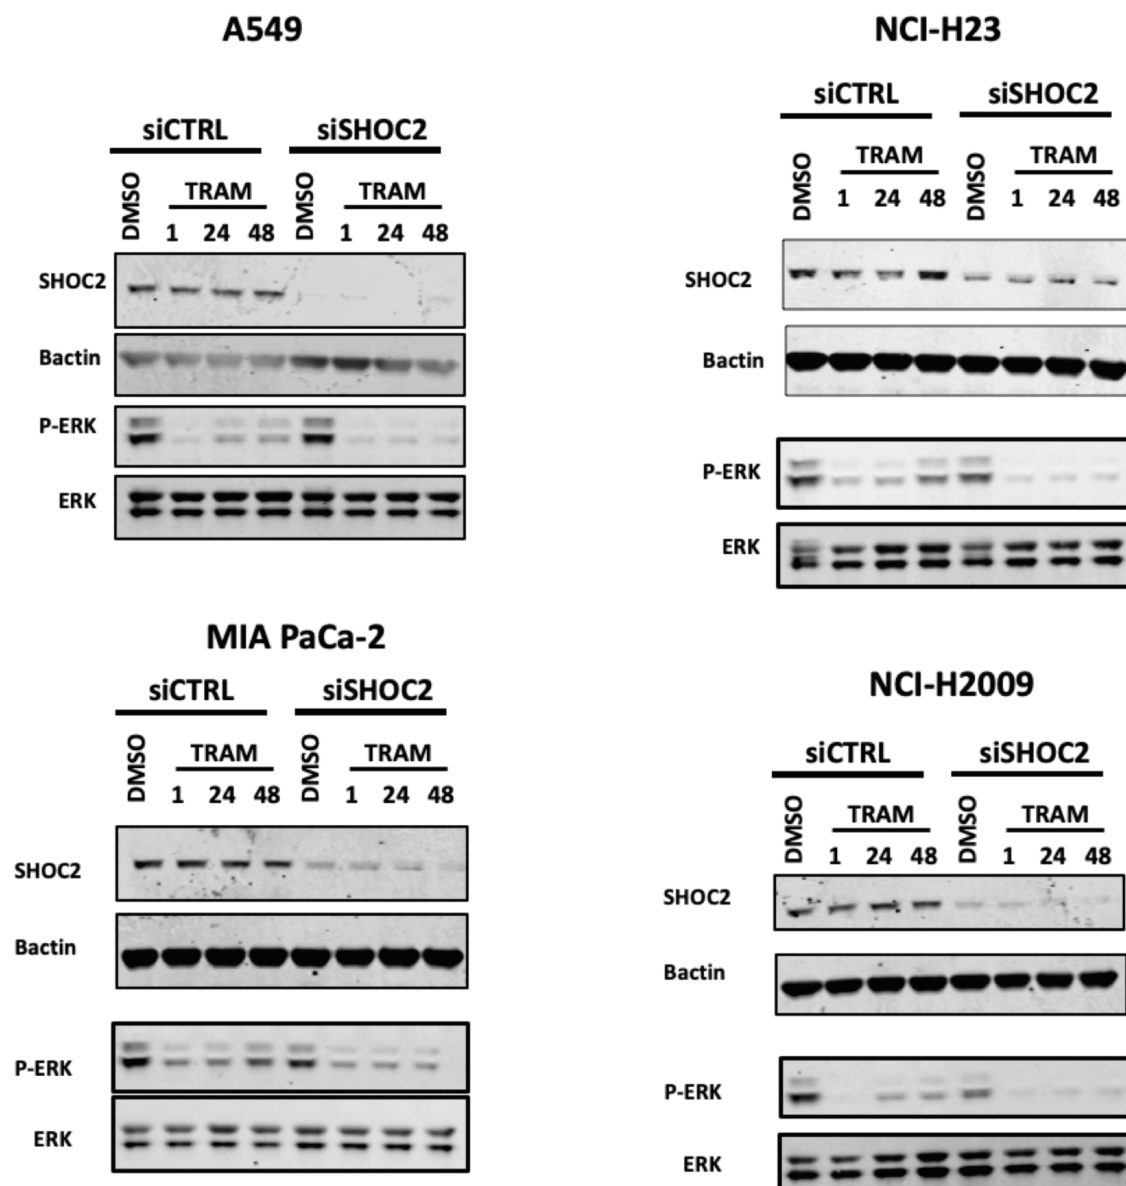 A549
siCTRL siSHOC2
DMSO TRAM DMSO TRAM
1 24 48 1 24 48
SHOC2
Bactin
P-ERK
ERK
NCI-H23
siCTRL siSHOC2
DMSO TRAM DMSO TRAM
1 24 48 1 24 48
SHOC2
Bactin
P-ERK
ERK
MIA PaCa-2
siCTRL siSHOC2
DMSO TRAM DMSO TRAM
1 24 48 1 24 48
SHOC2
Bactin
P-ERK
ERK
NCI-H2009
siCTRL siSHOC2
DMSO TRAM DMSO TRAM
1 24 48 1 24 48
SHOC2
Bactin
P-ERK
ERK